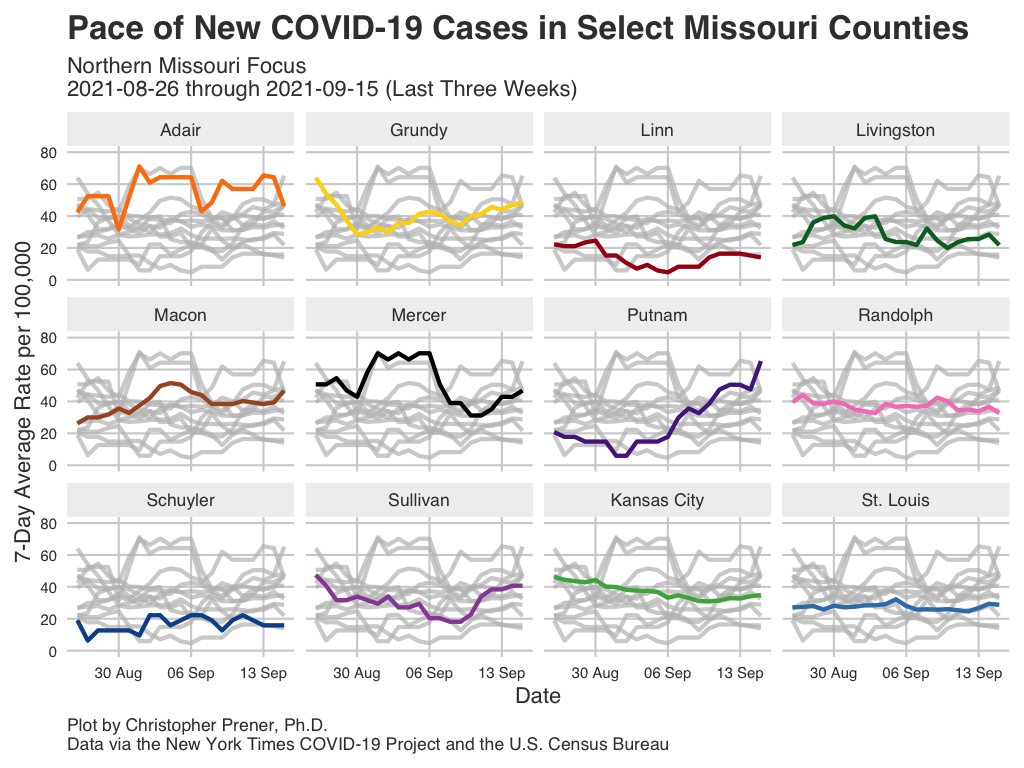 Pace of New COVID-19 Cases in Select Missouri Counties
Northern Missouri Focus
2021-08-26 through 2021-09-15 (Last Three Weeks)
7-Day Average Rate per 100,000
Adair Grundy Linn Livingston
80
60
40
20
0
Macon Mercer Putnam Randolph
80
60
40
20
0
Schuyler Sullivan Kansas City St. Louis
80
60
40
20
0
30 Aug 06 Sep 13 Sep 30 Aug 06 Sep 13 Sep 30 Aug 06 Sep 13 Sep 30 Aug 06 Sep 13 Sep
Date
Plot by Christopher Prener, Ph.D.
Data via the New York Times COVID-19 Project and the U.S. Census Bureau